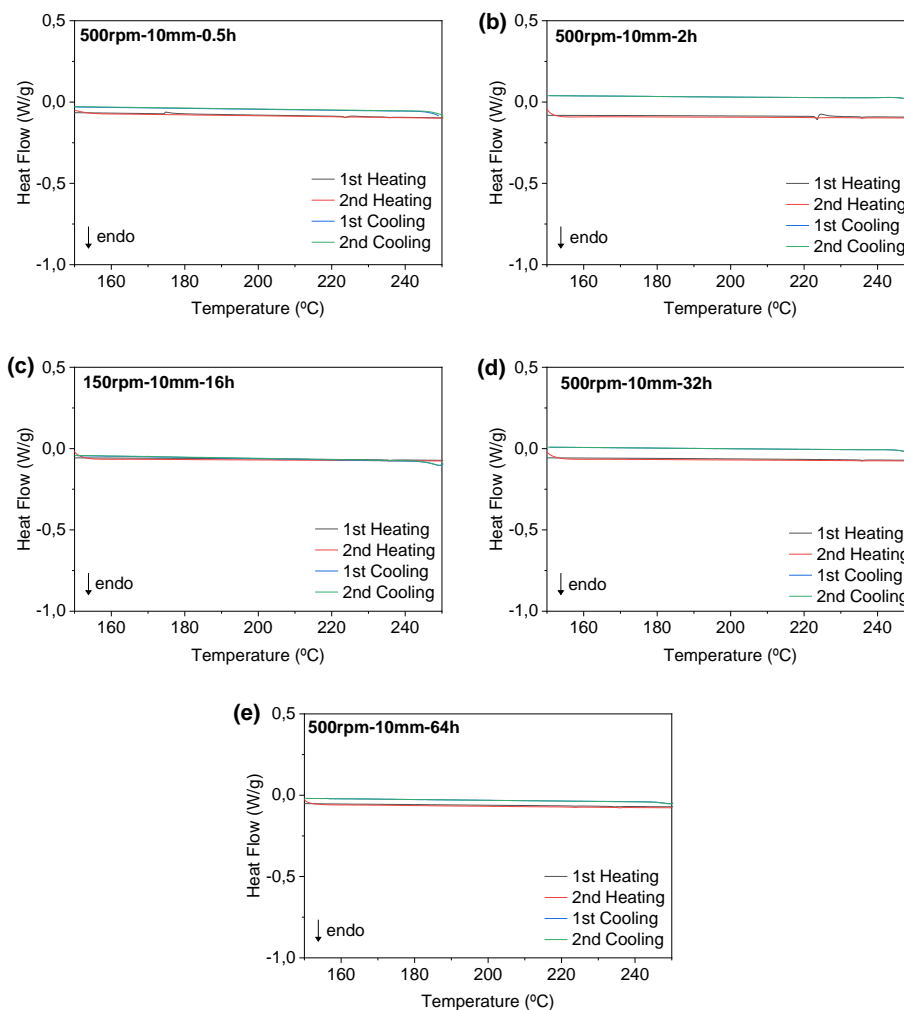 500rpm-10mm-0.5h
0,5
0,0
-0,5
-1,0
Heat Flow (W/g)
1st Heating
2nd Heating
1st Cooling
2nd Cooling
endo
160 180 200 220 240
Temperature (ºC)
(b)
500rpm-10mm-2h
0,5
0,0
-0,5
-1,0
Heat Flow (W/g)
1st Heating
2nd Heating
1st Cooling
2nd Cooling
endo
160 180 200 220 240
Temperature (ºC)
(c)
150rpm-10mm-16h
0,5
0,0
-0,5
-1,0
Heat Flow (W/g)
1st Heating
2nd Heating
1st Cooling
2nd Cooling
endo
160 180 200 220 240
Temperature (ºC)
(d)
500rpm-10mm-32h
0,5
0,0
-0,5
-1,0
Heat Flow (W/g)
1st Heating
2nd Heating
1st Cooling
2nd Cooling
endo
160 180 200 220 240
Temperature (ºC)
(e)
500rpm-10mm-64h
0,5
0,0
-0,5
-1,0
Heat Flow (W/g)
1st Heating
2nd Heating
1st Cooling
2nd Cooling
endo
160 180 200 220 240
Temperature (ºC)